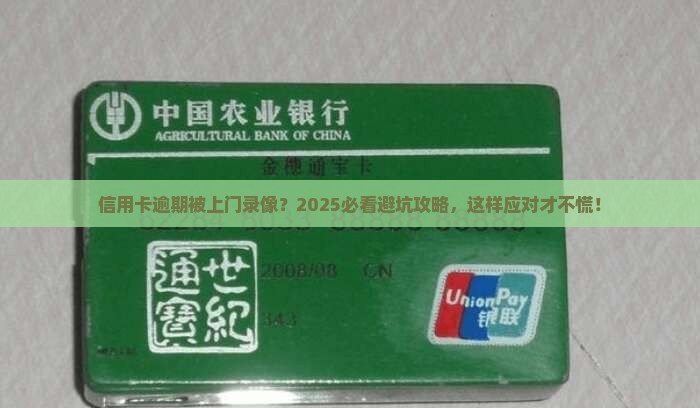 中国农业银行
AGRICULTURAL BANK OF CHINA
金穗通宝卡
信用卡逾期被上门录像？2025必看避坑攻略，这样应对才不慌！
2008/08 CN
世紀
通寶
343
UnionPay
银联